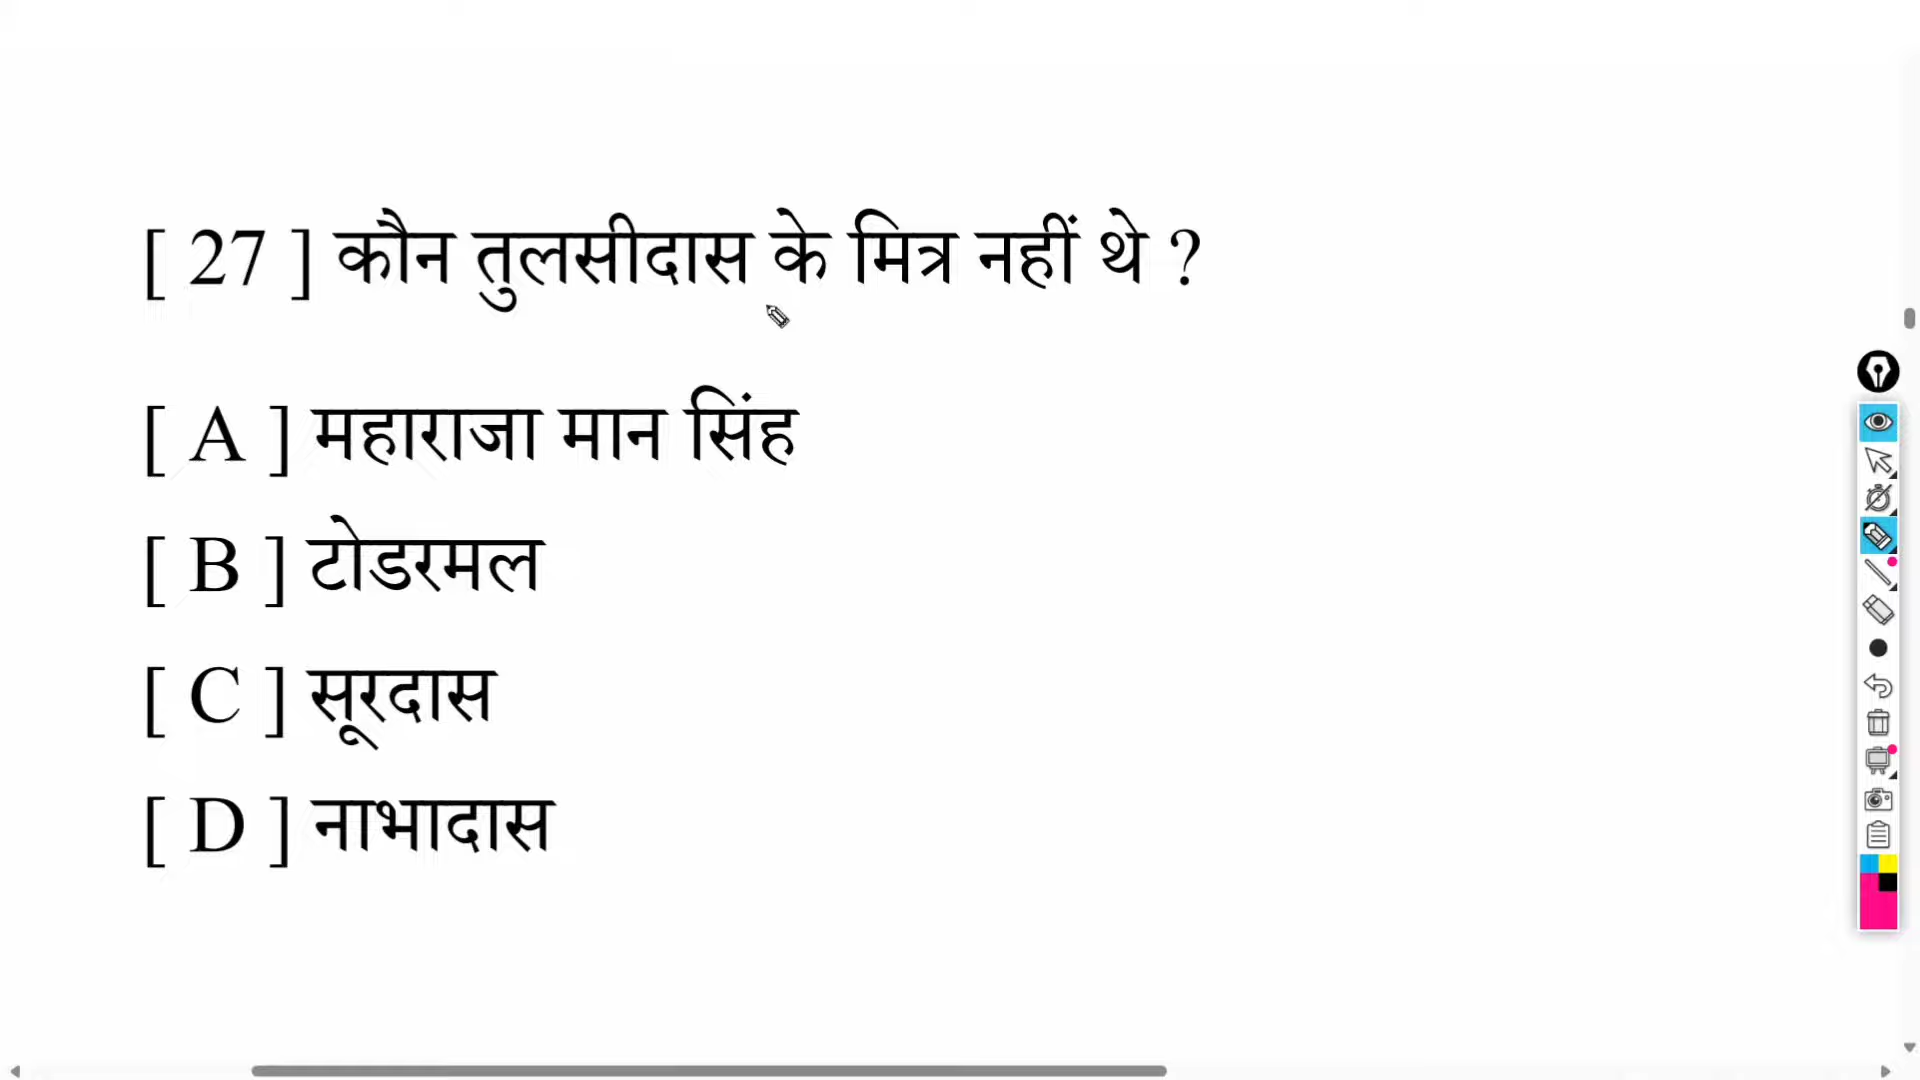 [ 27 ] कौन तुलसीदास के मित्र नहीं थे ?
[ A ] महाराजा मान सिंह
[ B ] टोडरमल
[ C ] सूरदास
[ D ] नाभादास